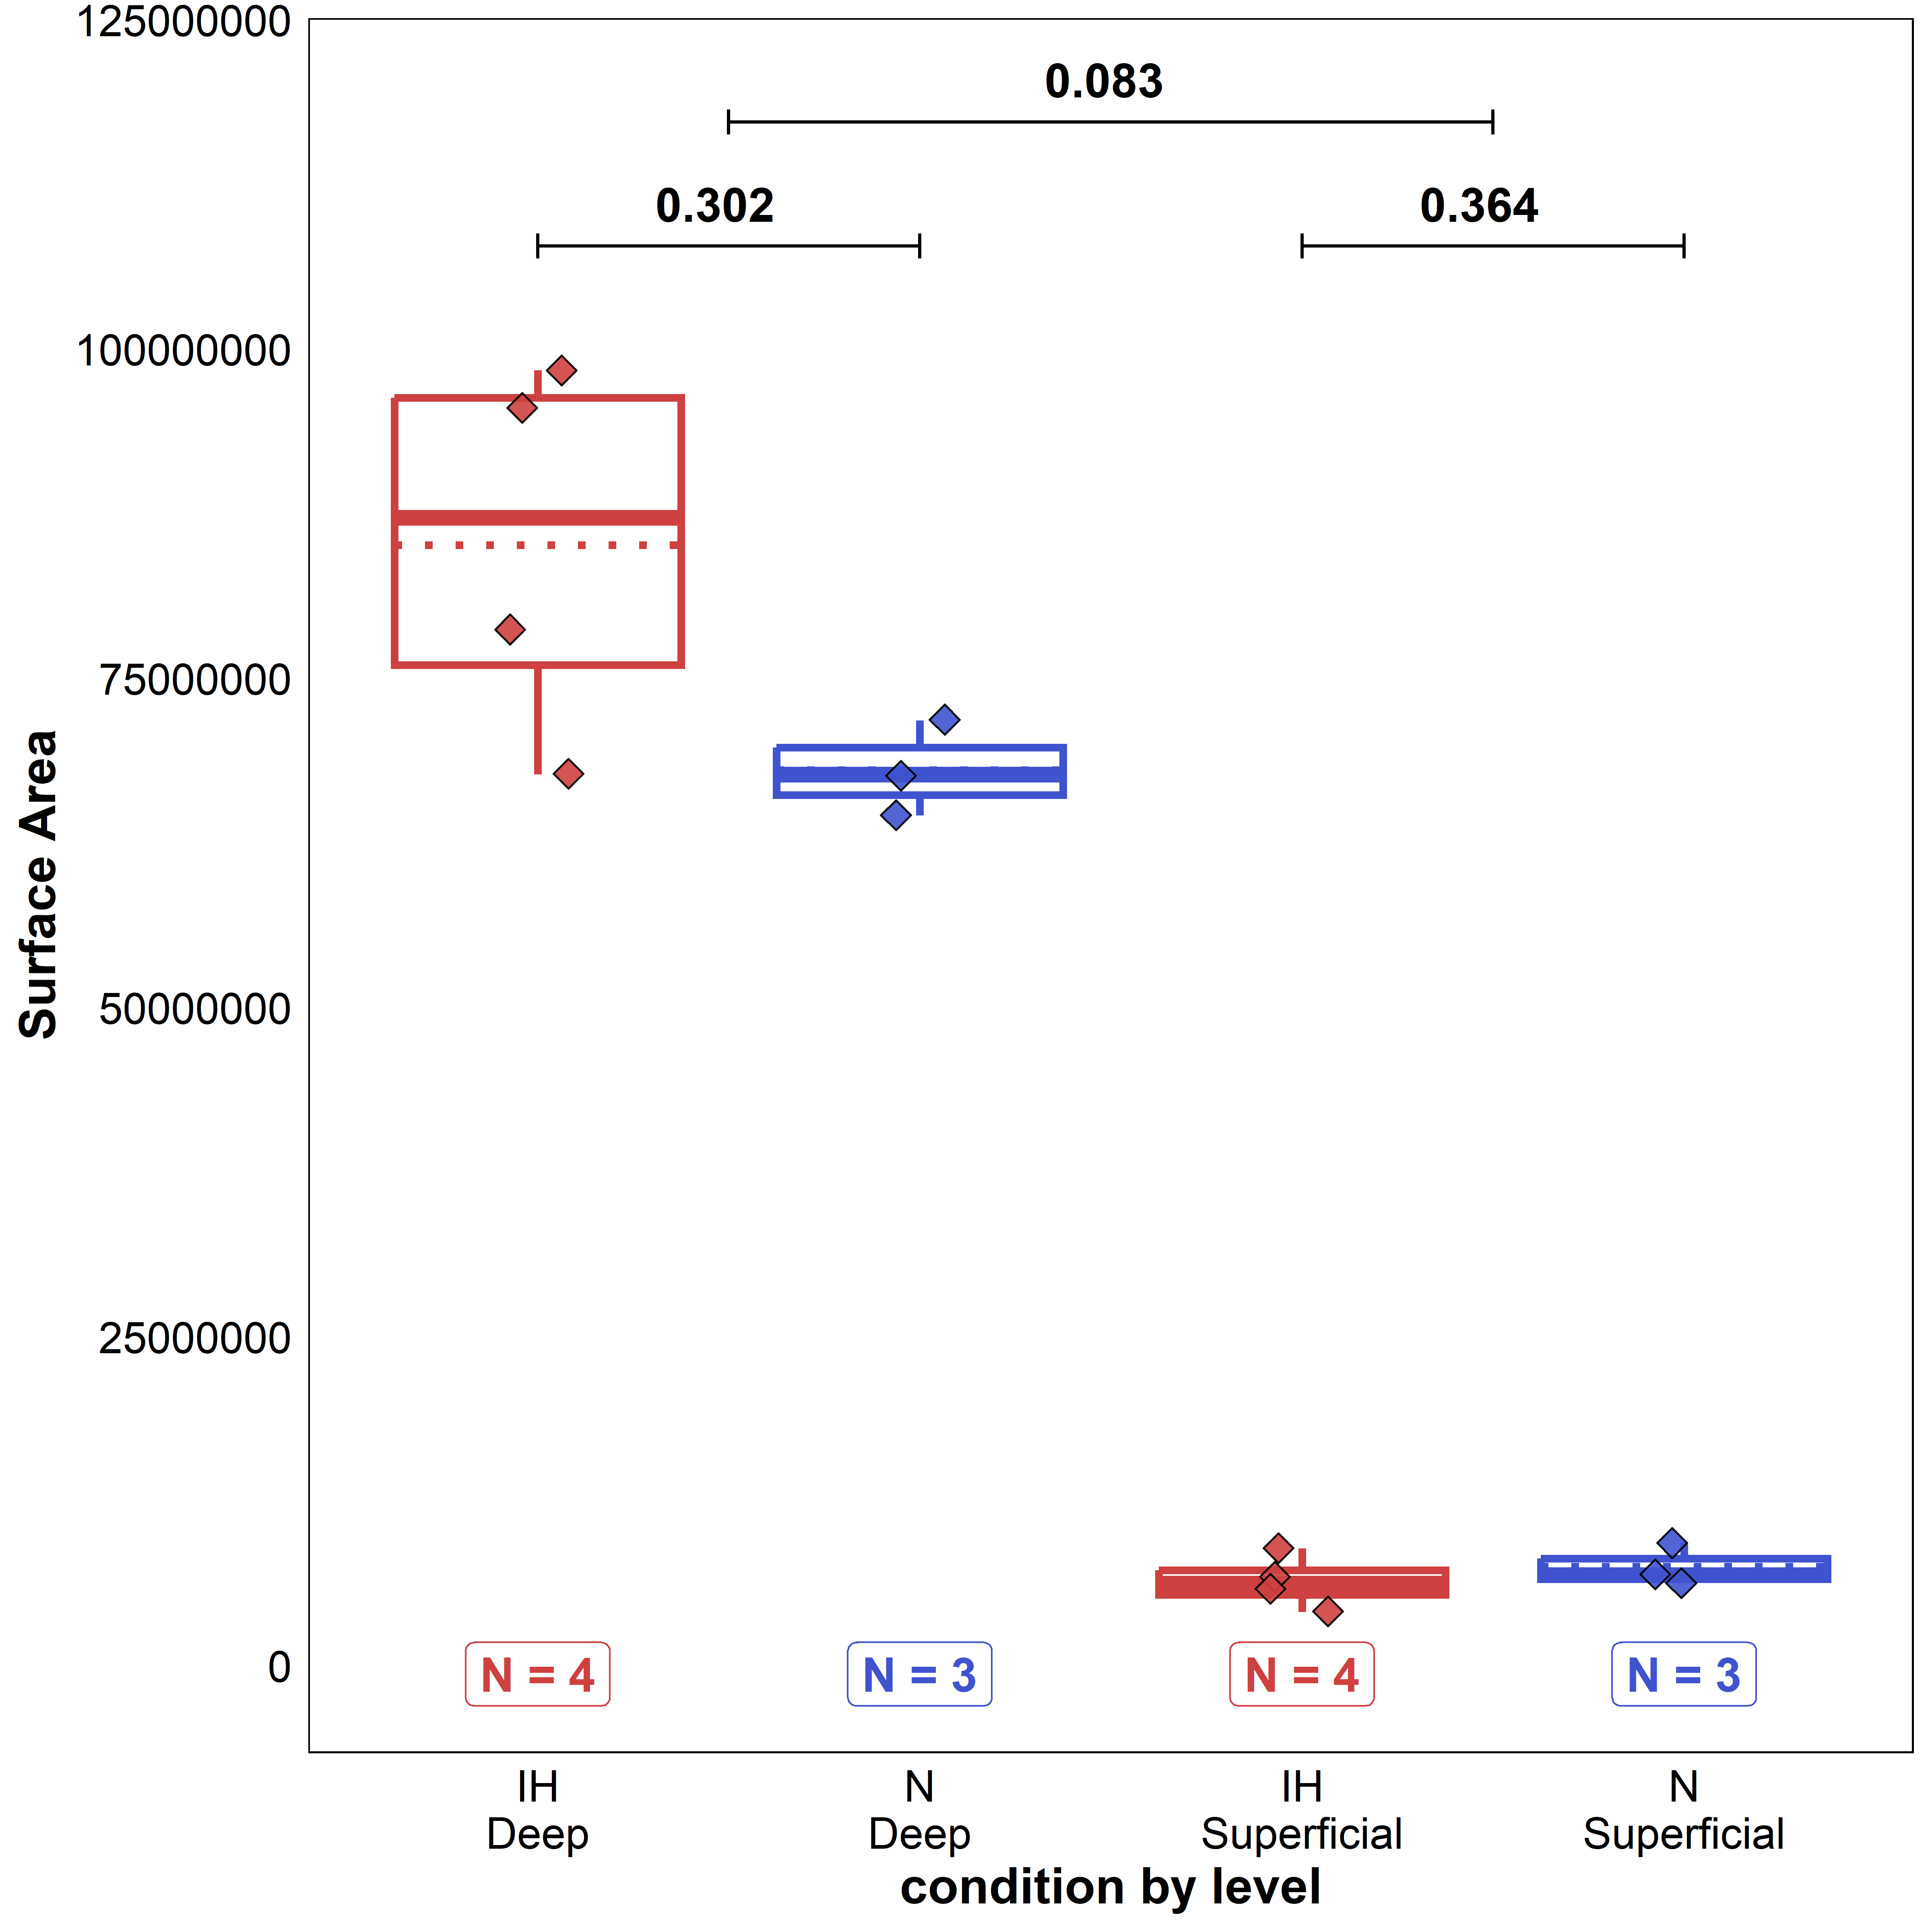 125000000
0.083
0.302
0.364
100000000
75000000
50000000
25000000
0
Surface Area
N = 4
N = 3
N = 4
N = 3
IH
Deep
N
Deep
IH
Superficial
N
Superficial
condition by level